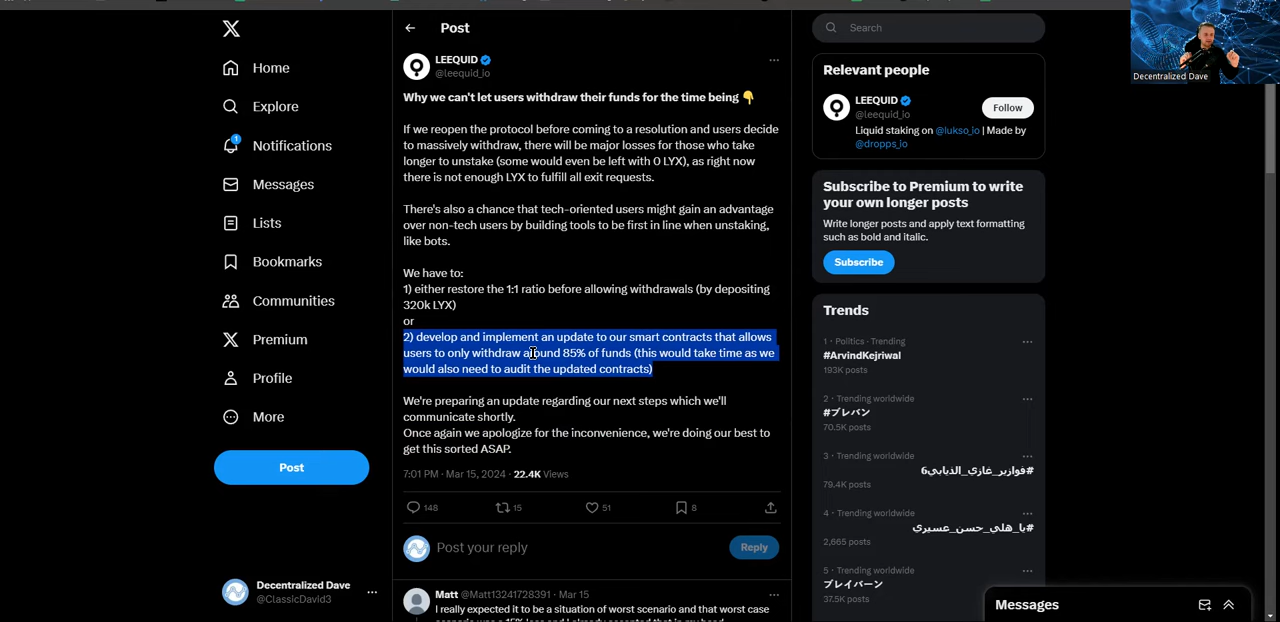 Post
Search
Decentralized Dave
LEEQUID
@leequid_io
Why we can't let users withdraw their funds for the time being 👇
If we reopen the protocol before coming to a resolution and users decide
to massively withdraw, there will be major losses for those who take
longer to unstake (some would even be left with 0 LYX), as right now
there is not enough LYX to fulfill all exit requests.
There's also a chance that tech-oriented users might gain an advantage
over non-tech users by building tools to be first in line when unstaking,
like bots.
We have to:
1) either restore the 1:1 ratio before allowing withdrawals (by depositing
320k LYX)
or
2) develop and implement an update to our smart contracts that allows
users to only withdraw around 85% of funds (this would take time as we
would also need to audit the updated contracts)
We're preparing an update regarding our next steps which we'll
communicate shortly.
Once again we apologize for the inconvenience, we're doing our best to
get this sorted ASAP.
7:01 PM · Mar 15, 2024 · 22.4K Views
148
15
51
8
Post your reply
Reply
Matt @Matt13241728391 · Mar 15
I really expected it to be a situation of worst scenario and that worst case
Home
Explore
1
Notifications
Messages
Lists
Bookmarks
Communities
Premium
Profile
More
Post
Decentralized Dave
@ClassicDavid3
Relevant people
LEEQUID
@leequid_io
Follow
Liquid staking on @lukso_io | Made by
@dropps_io
Subscribe to Premium to write
your own longer posts
Write longer posts and apply text formatting
such as bold and italic.
Subscribe
Trends
1 · Politics · Trending
#ArvindKejriwal
193K posts
2 · Trending worldwide
#ブレバン
70.5K posts
3 · Trending worldwide
#فوازير_غازي_الذيابي6
79.4K posts
4 · Trending worldwide
#يا_هلي_حسن_عسيري
2,665 posts
5 · Trending worldwide
ブレイバーン
37.5K posts
Messages